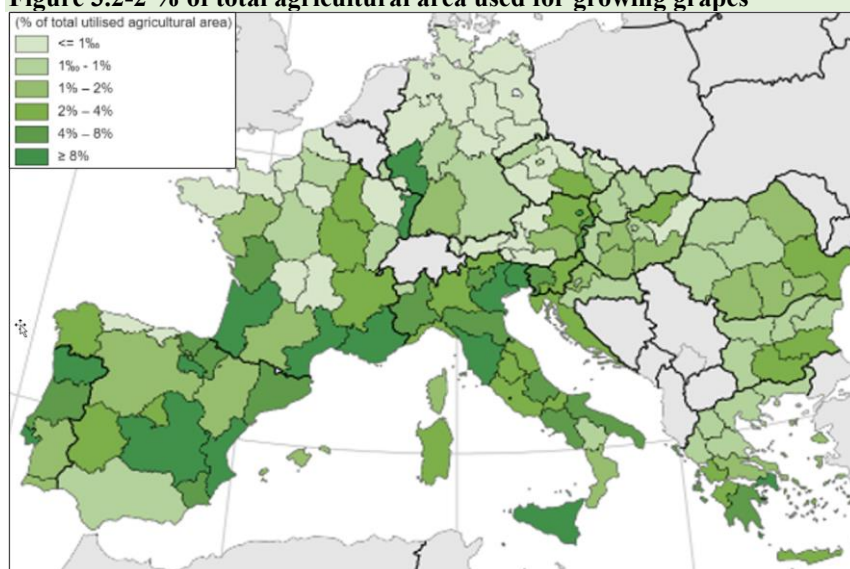 Figure 3.2-2 % of total agricultural area used for growing grapes
(% of total utilised agricultural area)
<= 1‰
1‰ - 1%
1% – 2%
2% – 4%
4% – 8%
≥ 8%